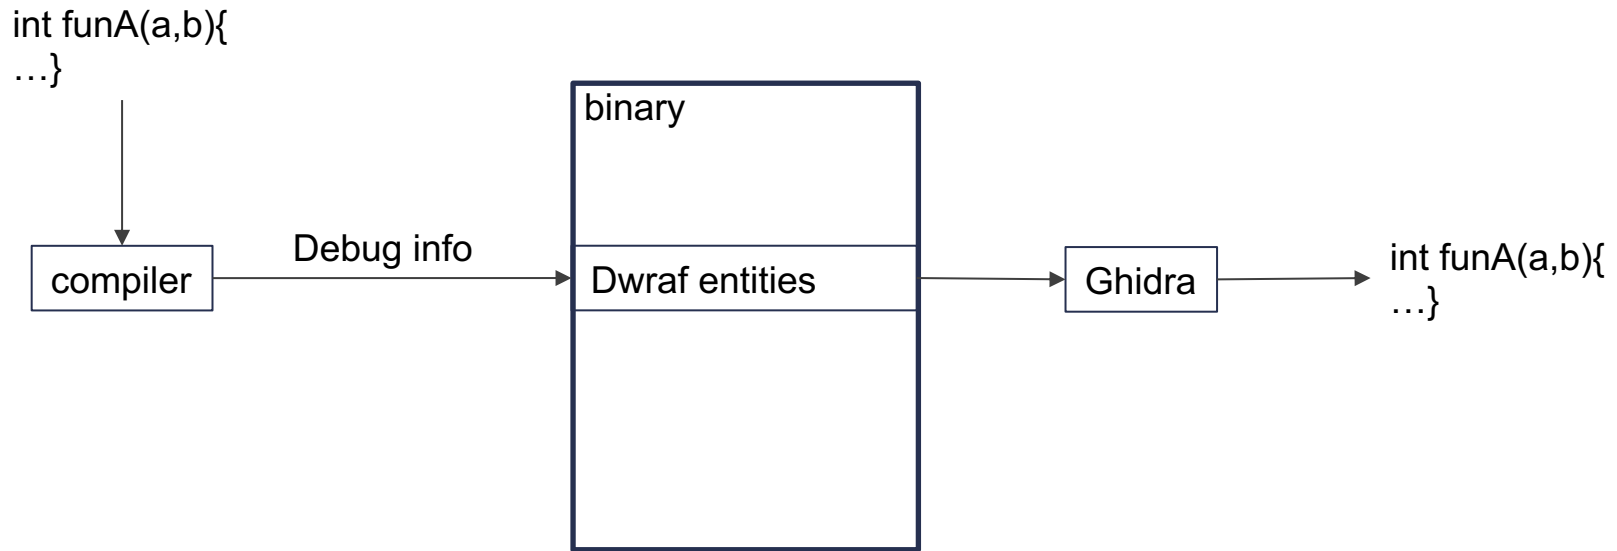 int funA(a,b){
…}
binary
Debug info
compiler
Dwraf entities
Ghidra
int funA(a,b){
…}